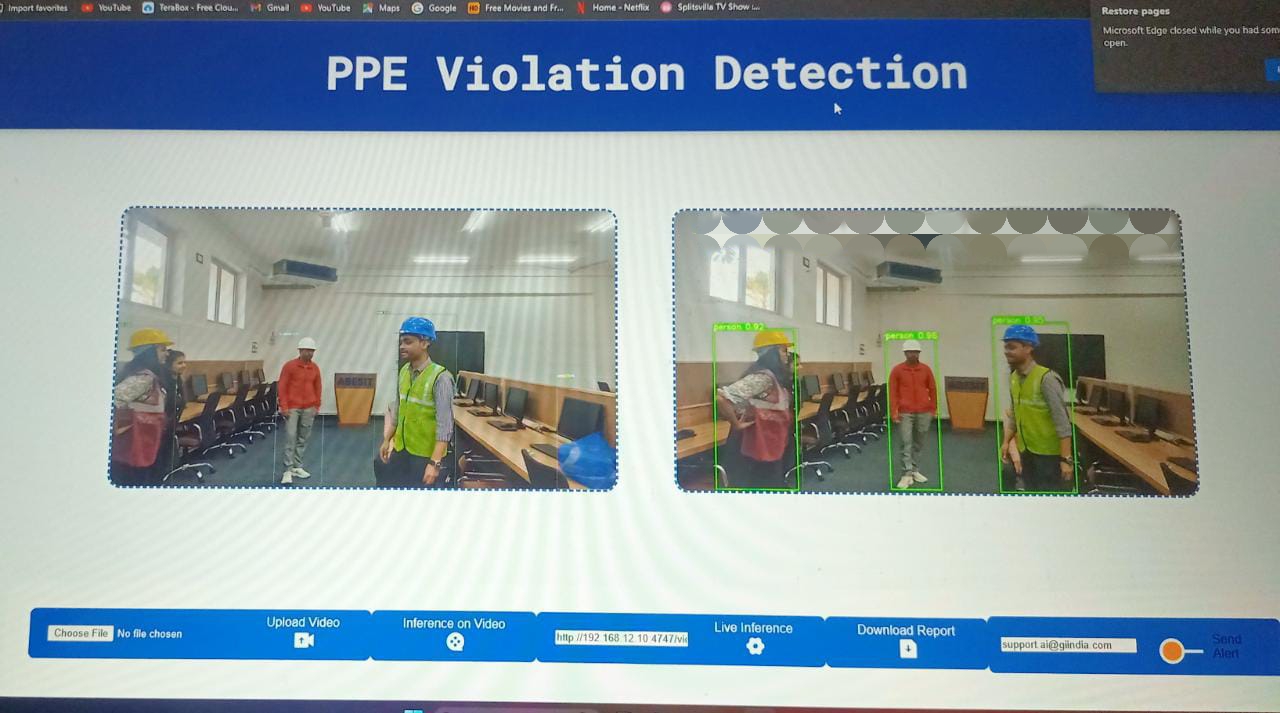 Import favorites
YouTube
TeraBox - Free Clou...
Gmail
YouTube
Maps
Google
Free Movies and Fr...
Home - Netflix
Splitsvilla TV Show :...
Restore pages
Microsoft Edge closed while you had som
open.
PPE Violation Detection
ABESIT
person 0.92
person 0.96
person 0.95
Choose File No file chosen
Upload Video
Inference on Video
http://192.168.12.10:4747/vi
Live Inference
Download Report
support.ai@giindia.com
Send
Alert